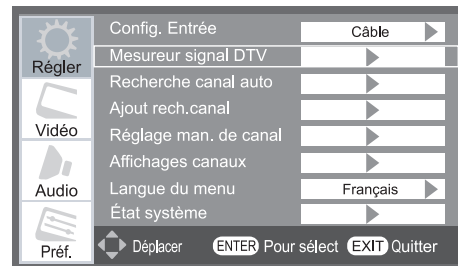 Régler
Vidéo
Audio
Préf.
Config. Entrée Câble
Mesureur signal DTV
Recherche canal auto
Ajout rech.canal
Réglage man. de canal
Affichages canaux
Langue du menu Français
État système
Déplacer ENTER Pour sélect EXIT Quitter